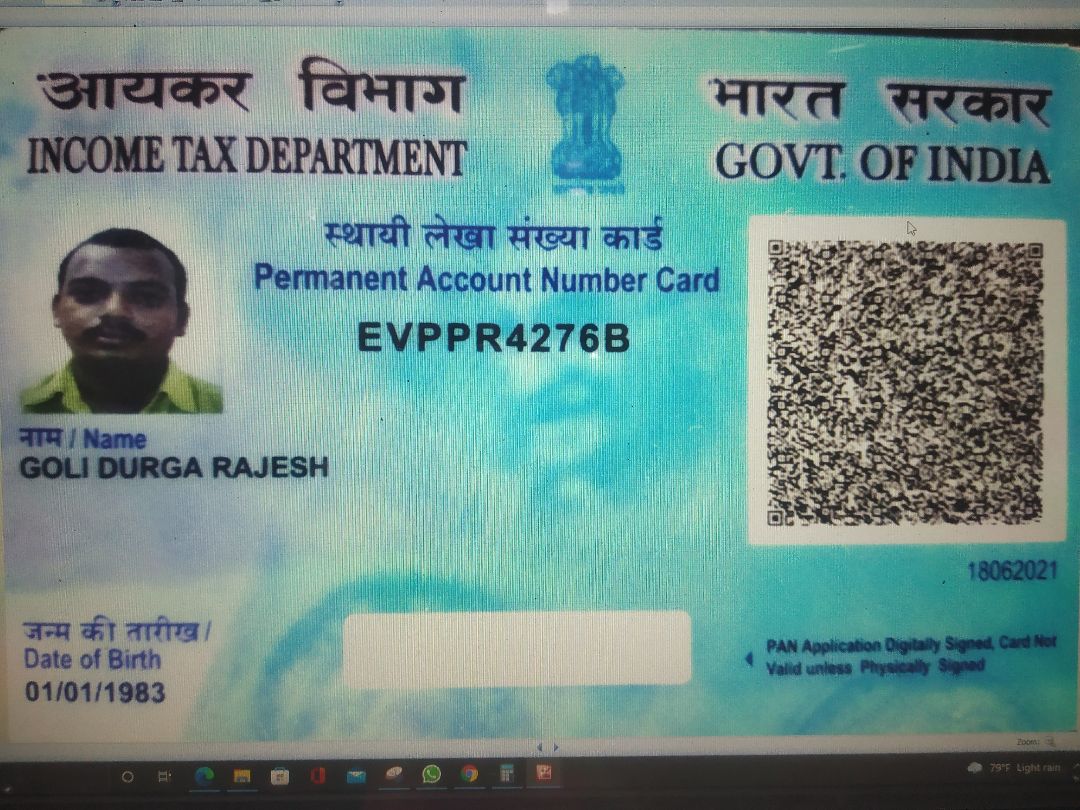 आयकर विभाग
INCOME TAX DEPARTMENT
भारत सरकार
GOVT. OF INDIA
स्थायी लेखा संख्या कार्ड
Permanent Account Number Card
EVPPR4276B
नाम / Name
GOLI DURGA RAJESH
18062021
जन्म की तारीख /
Date of Birth
01/01/1983
PAN Application Digitally Signed, Card Not
Valid unless Physically Signed
Zoom:
79°F Light rain